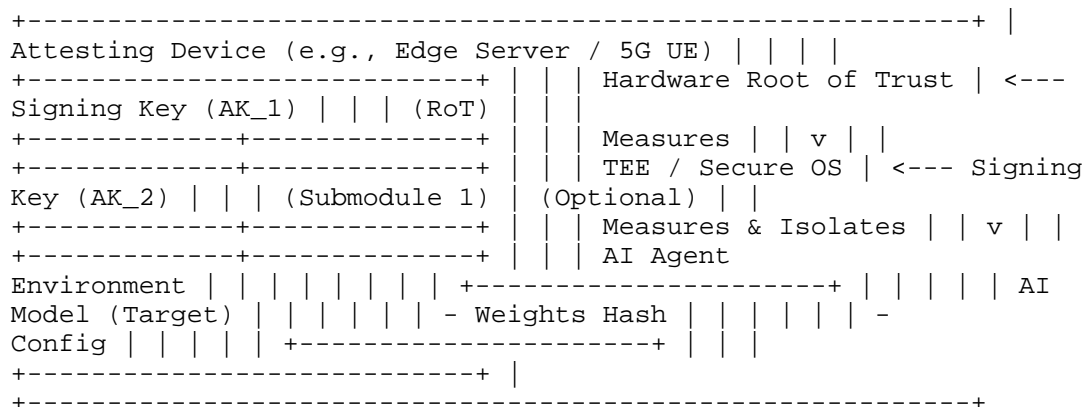 +--------------------------------------------------------+ |
Attesting Device (e.g., Edge Server / 5G UE) | | | |
+---------------------------+ | | | Hardware Root of Trust | <---
Signing Key (AK_1) | | | (RoT) | | |
+-------------+-------------+ | | | Measures | | v | |
+-------------+-------------+ | | | TEE / Secure OS | <--- Signing
Key (AK_2) | | | (Submodule 1) | (Optional) | |
+-------------+-------------+ | | | Measures & Isolates | | v | |
+-------------+-------------+ | | | AI Agent
Environment | | | | | | | | +---------------------+ | | | | | AI
Model (Target) | | | | | | - Weights Hash | | | | | | -
Config | | | | | +---------------------+ | | |
+---------------------------+ |
+--------------------------------------------------------+